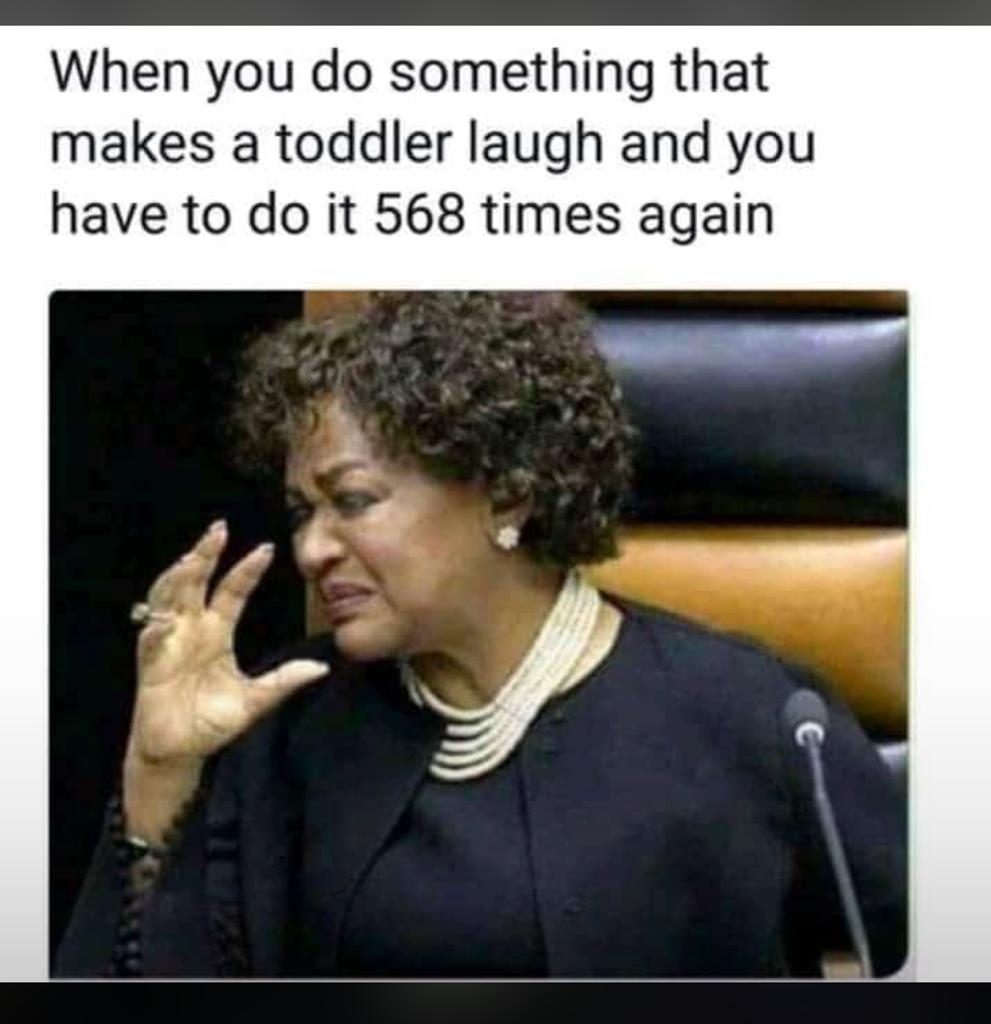 When you do something that
makes a toddler laugh and you
have to do it 568 times again